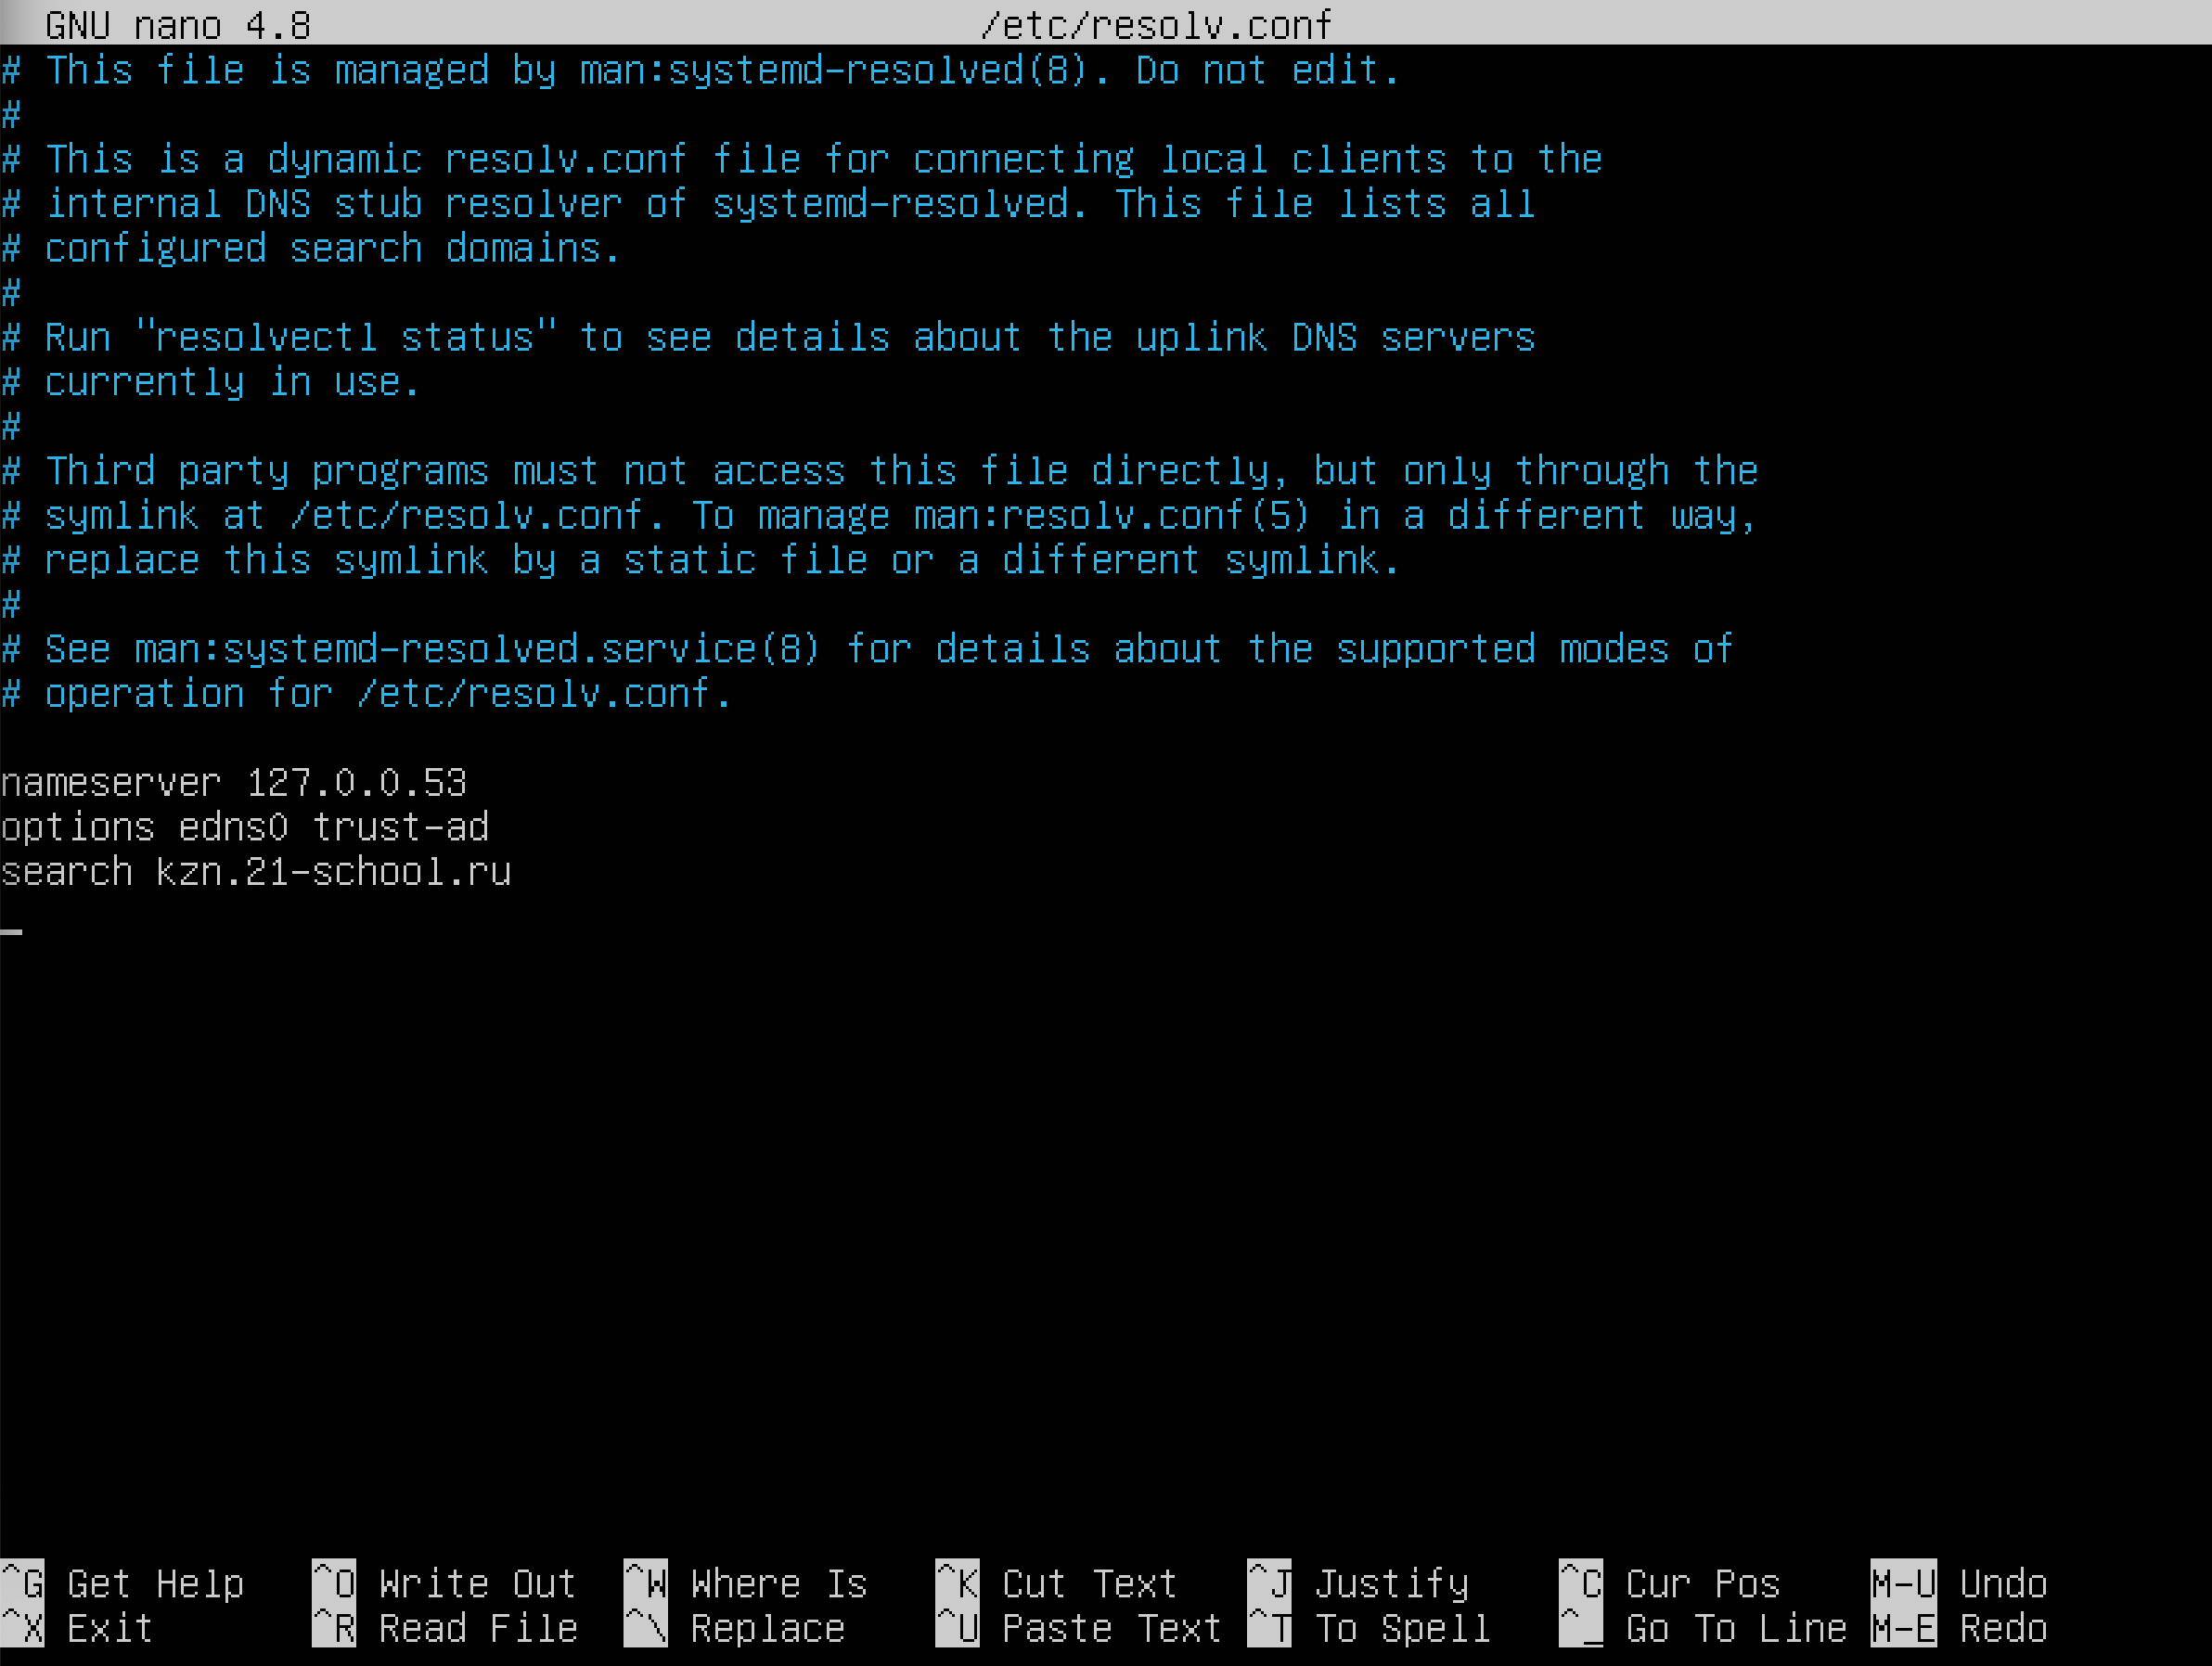 GNU nano 4.8 /etc/resolv.conf
# This file is managed by man:systemd-resolved(8). Do not edit.
#
# This is a dynamic resolv.conf file for connecting local clients to the
# internal DNS stub resolver of systemd-resolved. This file lists all
# configured search domains.
#
# Run "resolvectl status" to see details about the uplink DNS servers
# currently in use.
#
# Third party programs must not access this file directly, but only through the
# symlink at /etc/resolv.conf. To manage man:resolv.conf(5) in a different way,
# replace this symlink by a static file or a different symlink.
#
# See man:systemd-resolved.service(8) for details about the supported modes of
# operation for /etc/resolv.conf.
nameserver 127.0.0.53
options edns0 trust-ad
search kzn.21-school.ru
^G Get Help ^O Write Out ^W Where Is ^K Cut Text ^J Justify ^C Cur Pos M-U Undo
^X Exit ^R Read File ^\ Replace ^U Paste Text ^T To Spell ^_ Go To Line M-E Redo